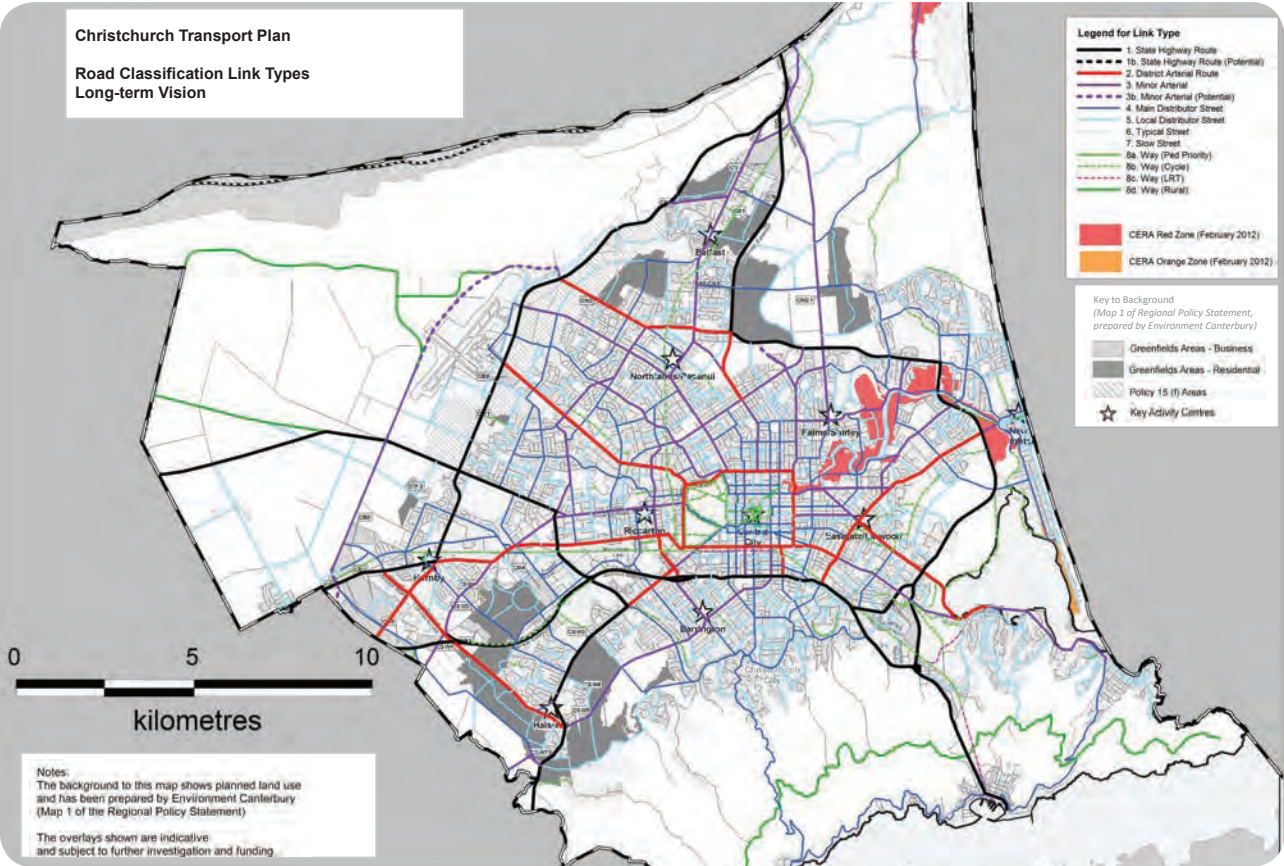 Christchurch Transport Plan
Road Classification Link Types
Long-term Vision
Legend for Link Type
1. State Highway Route
1b. State Highway Route (Potential)
2. District Arterial Route
3. Minor Arterial
3b. Minor Arterial (Potential)
4. Main Distributor Street
5. Local Distributor Street
6. Typical Street
7. Slow Street
8a. Way (Ped Priority)
8b. Way (Cycle)
8c. Way (LRT)
8d. Way (Rural)
CERA Red Zone (February 2012)
CERA Orange Zone (February 2012)
Key to Background
(Map 1 of Regional Policy Statement,
prepared by Environment Canterbury)
Greenfields Areas - Business
Greenfields Areas - Residential
Policy 15 (f) Areas
Key Activity Centres
Belfast
Riccarton
City
Hornby
Barrington
Christchurch
City
0 5 10
kilometres
Notes:
The background to this map shows planned land use
and has been prepared by Environment Canterbury
(Map 1 of the Regional Policy Statement)
The overlays shown are indicative
and subject to further investigation and funding